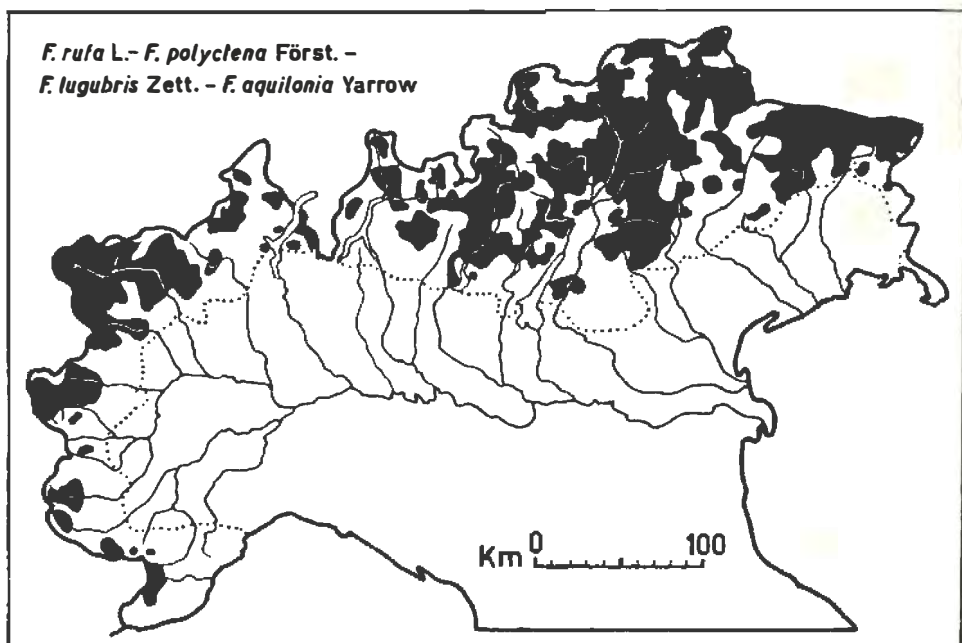 F. rufa L.- F. polyctena Först. -
F. lugubris Zett. - F. aquilonia Yarrow
Km 0 100